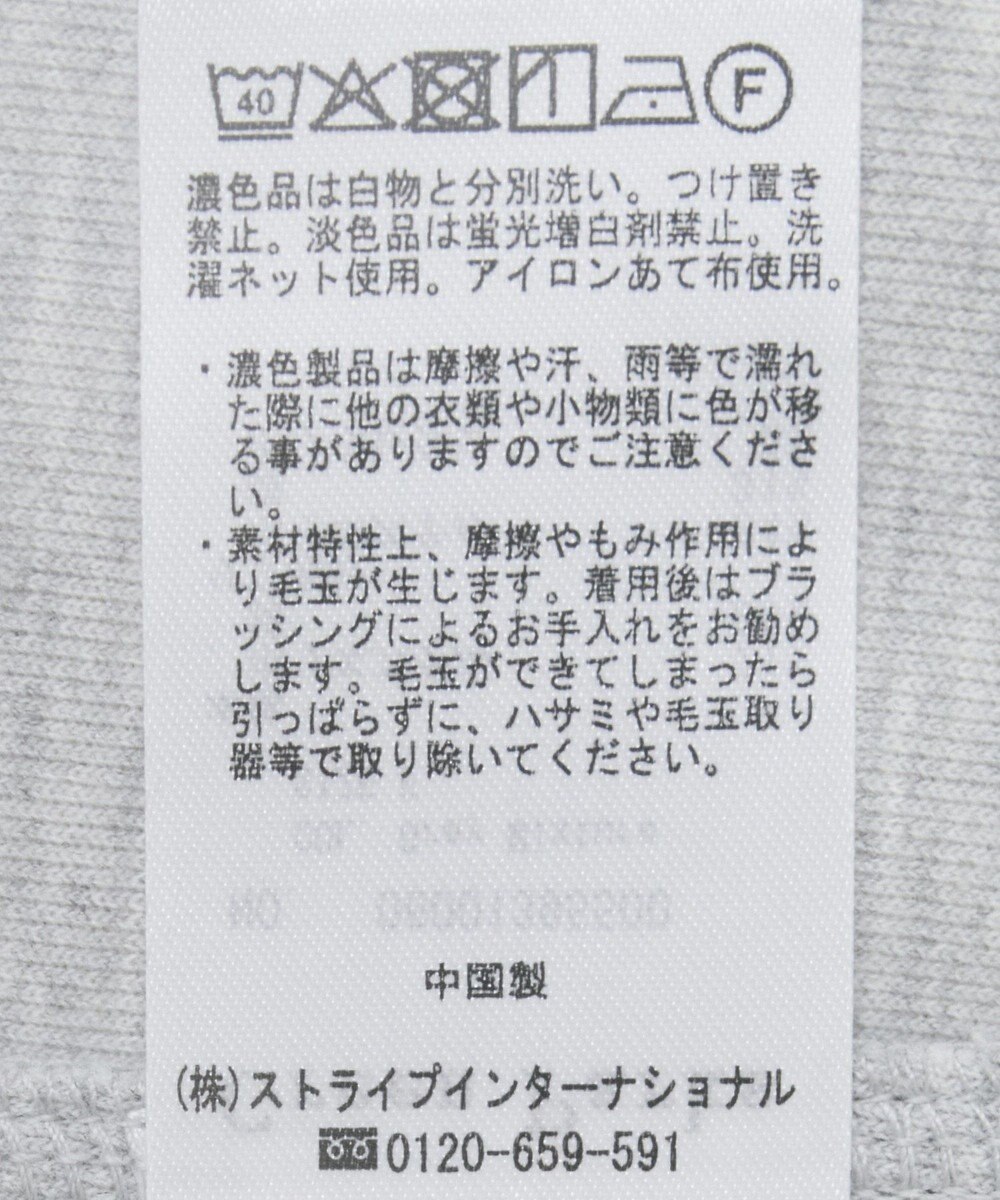 40 F
濃色品は白物と分別洗い。つけ置き
禁止。淡色品は蛍光増白剤禁止。洗
濯ネット使用。アイロンあて布使用。
・濃色製品は摩擦や汗、雨等で濡れ
た際に他の衣類や小物類に色が移
る事がありますのでご注意くださ
い。
・素材特性上、摩擦やもみ作用によ
り毛玉が生じます。着用後はブラ
ッシングによるお手入れをお勧め
します。毛玉ができてしまったら
引っぱらずに、ハサミや毛玉取り
器等で取り除いてください。
中国製
(株)ストライプインターナショナル
0120-659-591